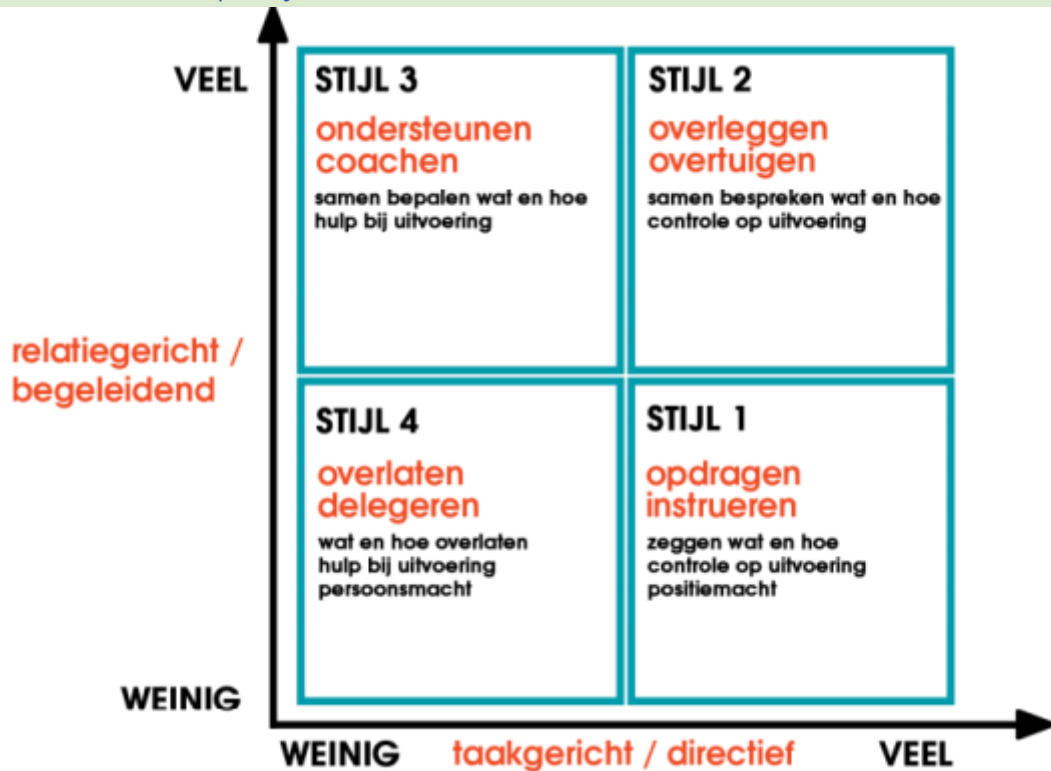 VEEL
STIJL 3
ondersteunen
coachen
samen bepalen wat en hoe
hulp bij uitvoering
STIJL 2
overleggen
overtuigen
samen bespreken wat en hoe
controle op uitvoering
relatiegericht /
begeleidend
STIJL 4
overlaten
delegeren
wat en hoe overlaten
hulp bij uitvoering
persoonsmacht
STIJL 1
opdragen
instrueren
zeggen wat en hoe
controle op uitvoering
positiemacht
WEINIG
WEINIG
taakgericht / directief
VEEL